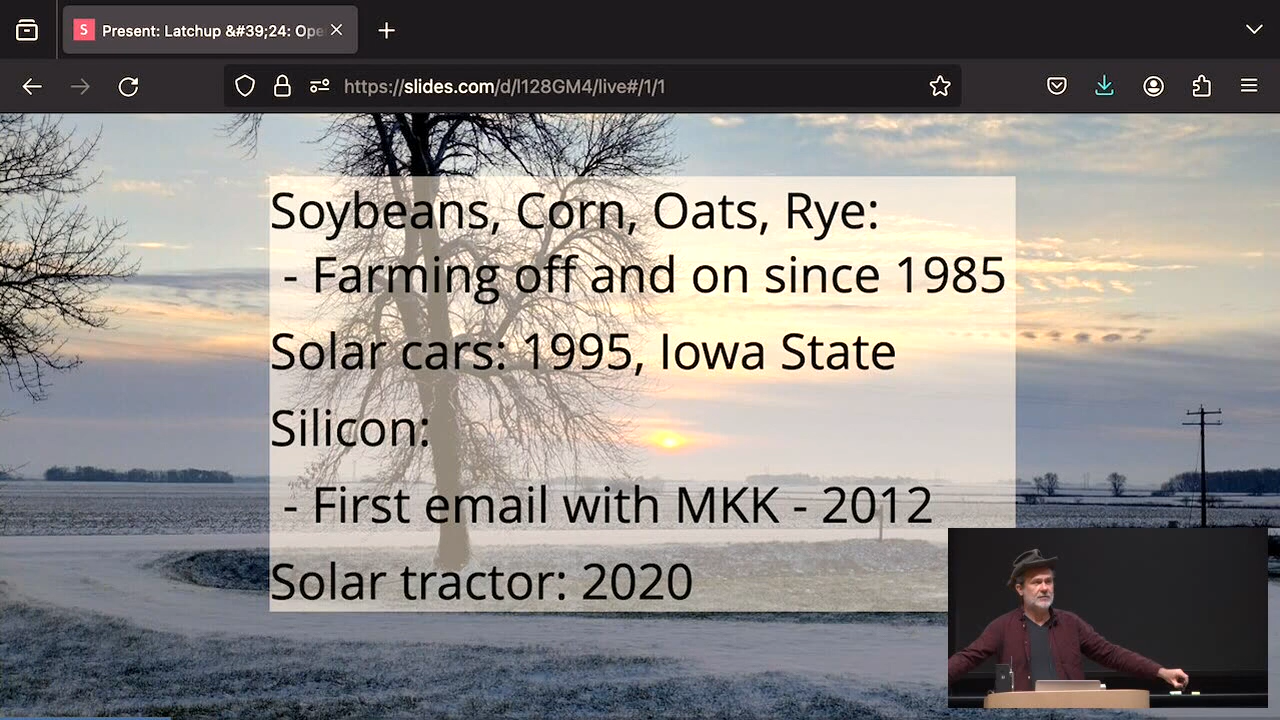 S Present: Latchup &#39;24: Ope
https://slides.com/d/l128GM4/live#/1/1
Soybeans, Corn, Oats, Rye:
- Farming off and on since 1985
Solar cars: 1995, Iowa State
Silicon:
- First email with MKK - 2012
Solar tractor: 2020